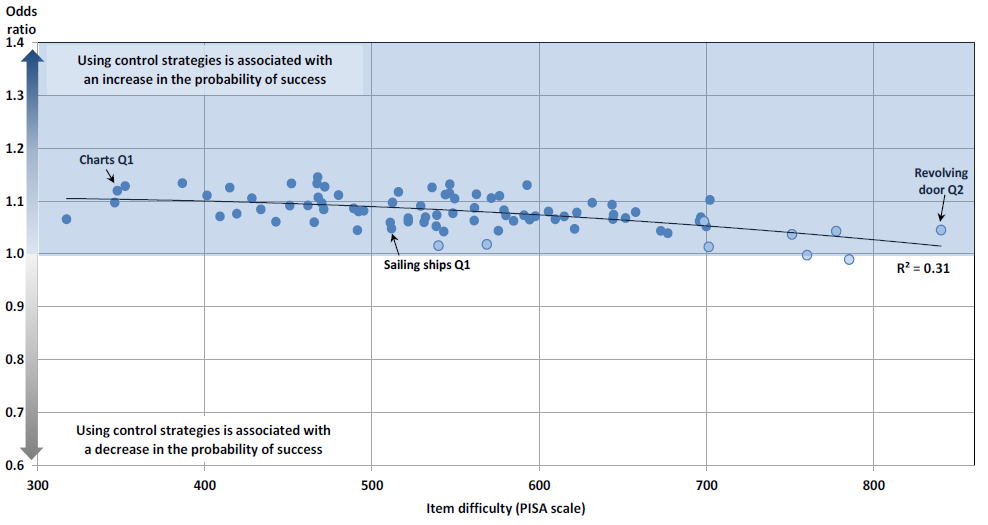 Odds
ratio
1.4
Using control strategies is associated with
an increase in the probability of success
1.3
1.2
Charts Q1
Revolving
door Q2
1.1
1.0
Sailing ships Q1
R² = 0.31
0.9
0.8
0.7
Using control strategies is associated with
a decrease in the probability of success
0.6
300 400 500 600 700 800
Item difficulty (PISA scale)